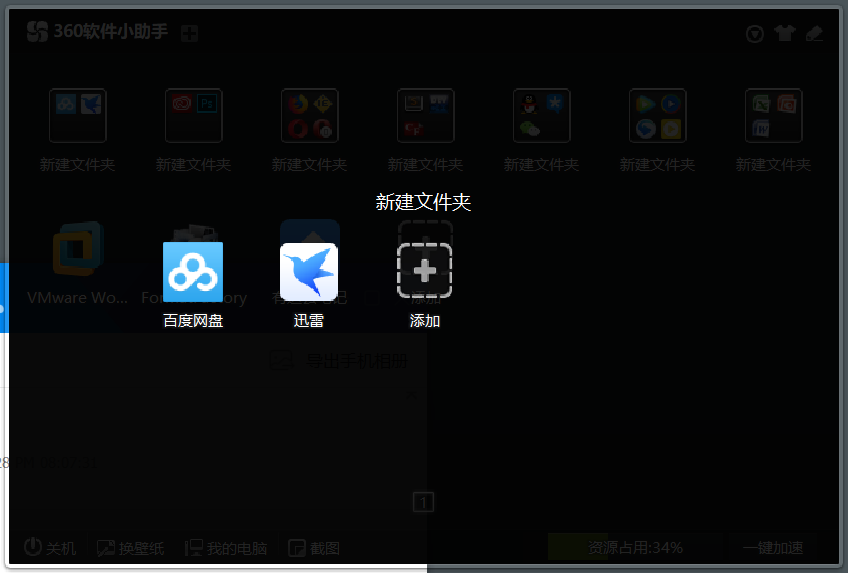 360软件小助手
新建文件夹 新建文件夹 新建文件夹 新建文件夹 新建文件夹 新建文件夹 新建文件夹
新建文件夹
VMware Wo...
百度网盘 迅雷 添加
导出手机相册
1
关机 换壁纸 我的电脑 截图 资源占用:34% 一键加速